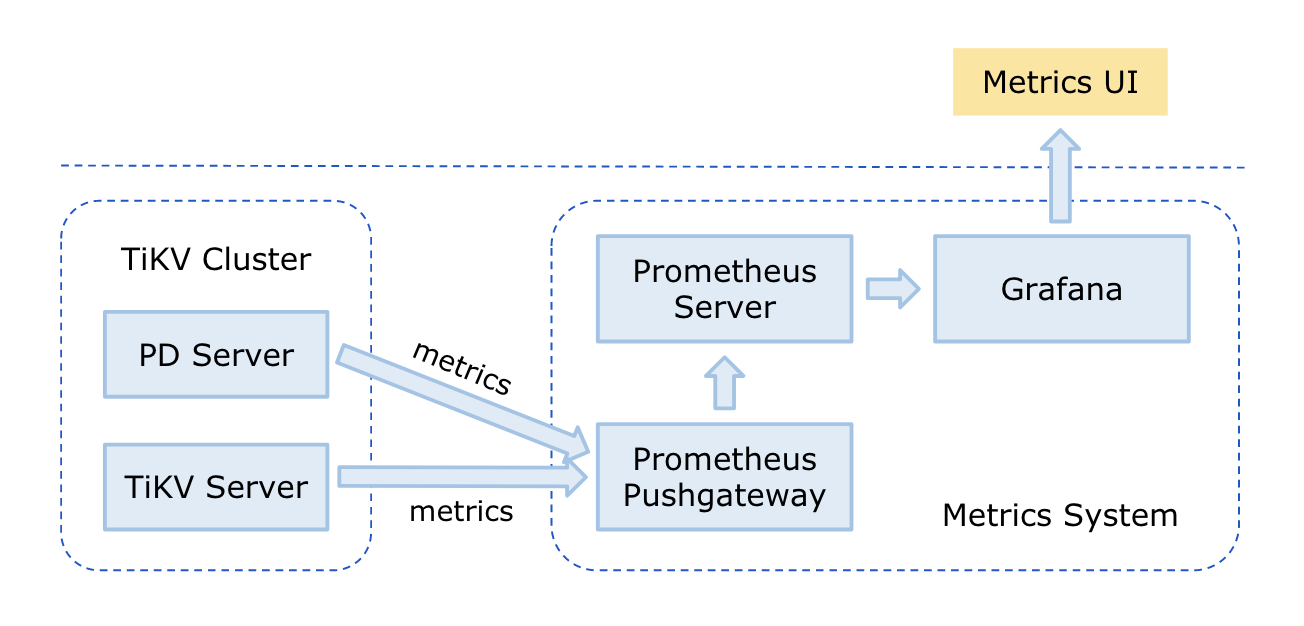 Metrics UI
TiKV Cluster
PD Server
TiKV Server
metrics
metrics
Prometheus
Server
Grafana
Prometheus
Pushgateway
Metrics System